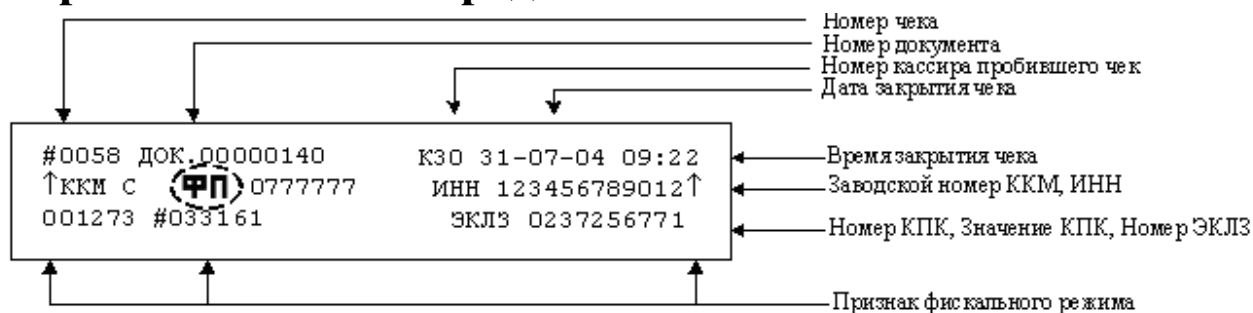 Номер чека
Номер документа
Номер кассира пробившего чек
Дата закрытия чека
#0058 ДОК.00000140 К30 31-07-04 09:22
Время закрытия чека
↑ККМ С ФП 0777777 ИНН 123456789012↑
Заводской номер ККМ, ИНН
001273 #033161 ЭКЛЗ 0237256771
Номер КПК, Значение КПК, Номер ЭКЛЗ
Признак фискального режима